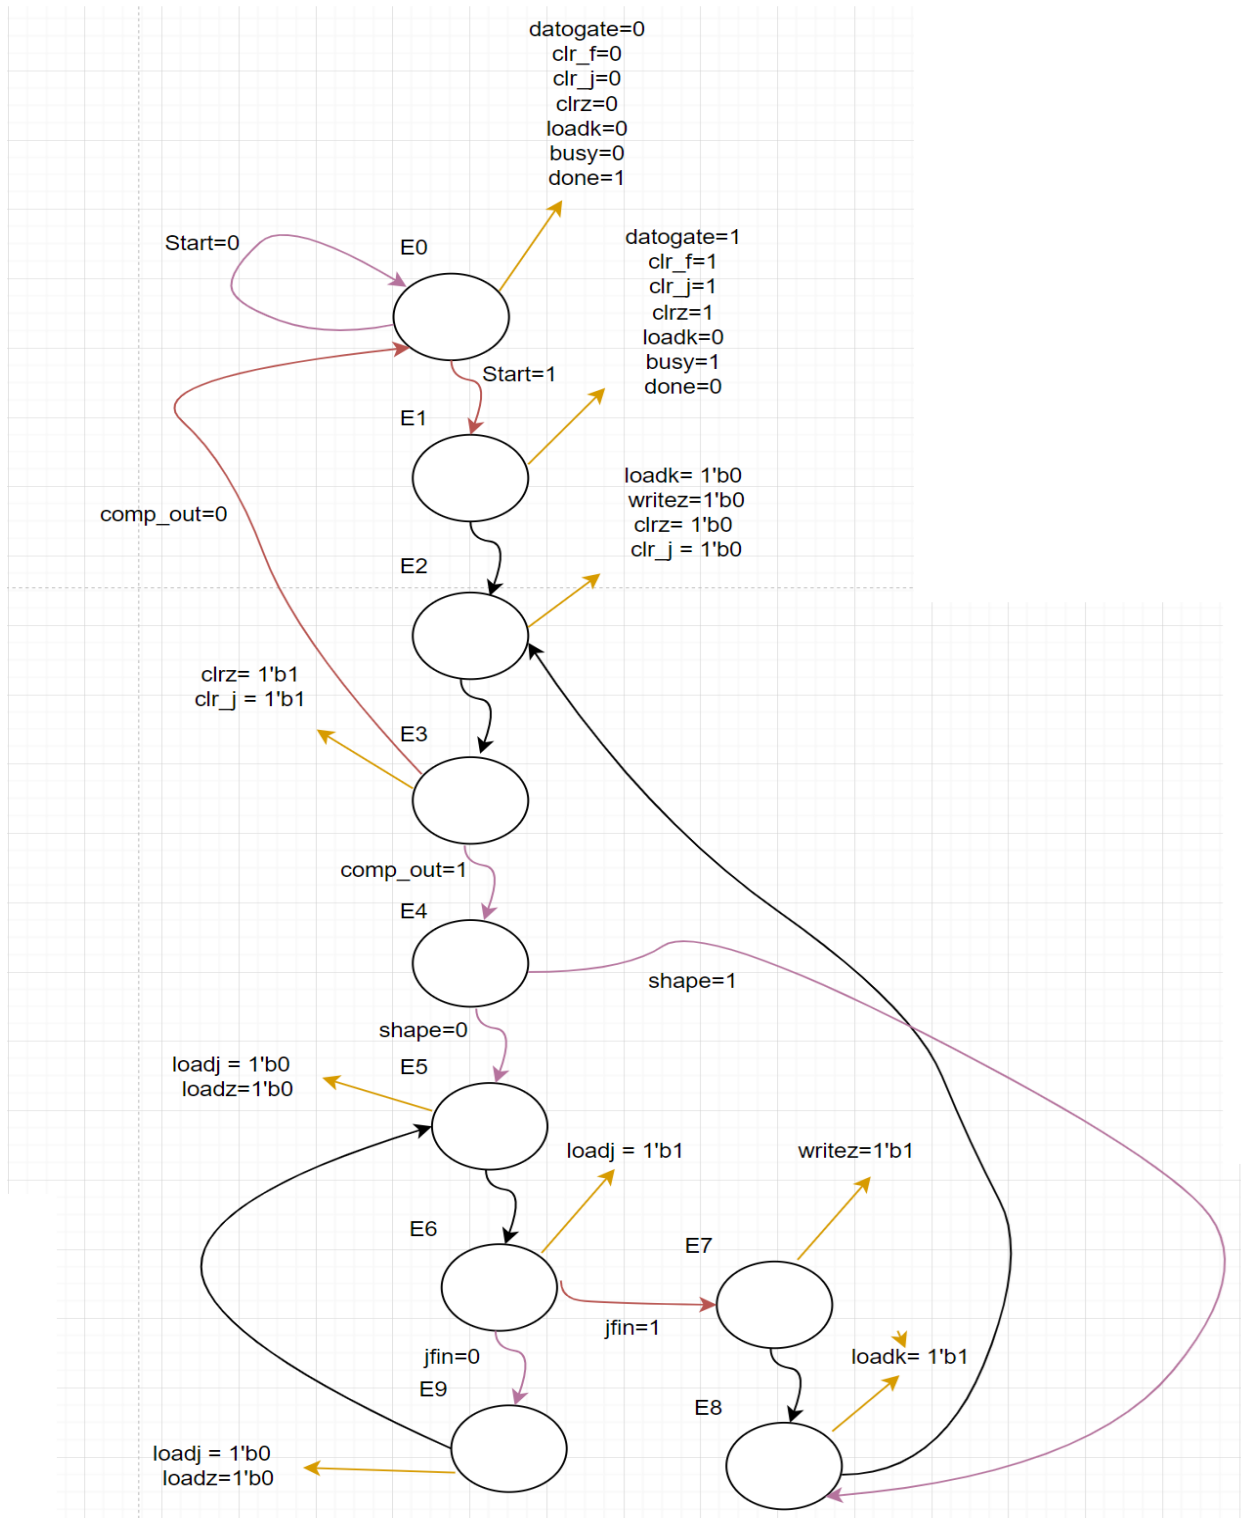 datogate=0
clr_f=0
clr_j=0
clrz=0
loadk=0
busy=0
done=1
Start=0
E0
datogate=1
clr_f=1
clr_j=1
clrz=1
loadk=0
busy=1
done=0
Start=1
E1
loadk= 1'b0
writez=1'b0
clrz= 1'b0
clr_j = 1'b0
comp_out=0
E2
clrz= 1'b1
clr_j = 1'b1
E3
comp_out=1
E4
shape=1
shape=0
E5
loadj = 1'b0
loadz=1'b0
loadj = 1'b1
writez=1'b1
E6
E7
jfin=1
jfin=0
loadk= 1'b1
E9
E8
loadj = 1'b0
loadz=1'b0